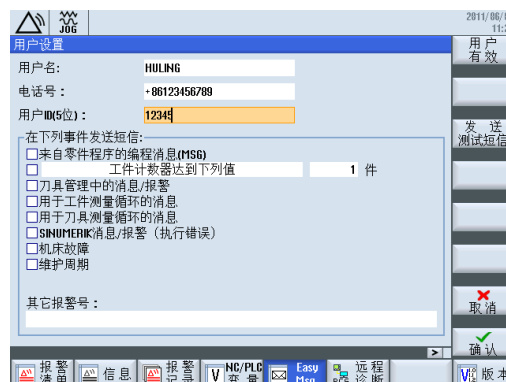 JOG
2011/06/
11:
用户设置
用户
有效
用户名:
HULING
电话号：
+86123456789
用户ID(5位)：
12345
发 送
测试短信
在下列事件发送短信:
来自零件程序的编程消息(MSG)
工件计数器达到下列值 1 件
刀具管理中的消息/报警
用于工件测量循环的消息
用于刀具测量循环的消息
SINUMERIK消息/报警（执行错误）
机床故障
维护周期
其它报警号：
取消
确认
报警
清单
信息
报警
记录
NC/PLC
变 量
Easy
Msg
远程
诊断
版本